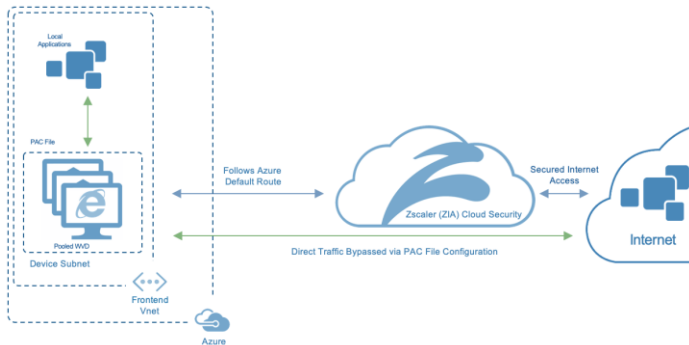 Local
Applications
PAC File
Pooled WVD
Device Subnet
Frontend
Vnet
Azure
Follows Azure
Default Route
Zscaler (ZIA) Cloud Security
Secured Internet
Access
Direct Traffic Bypassed via PAC File Configuration
Internet